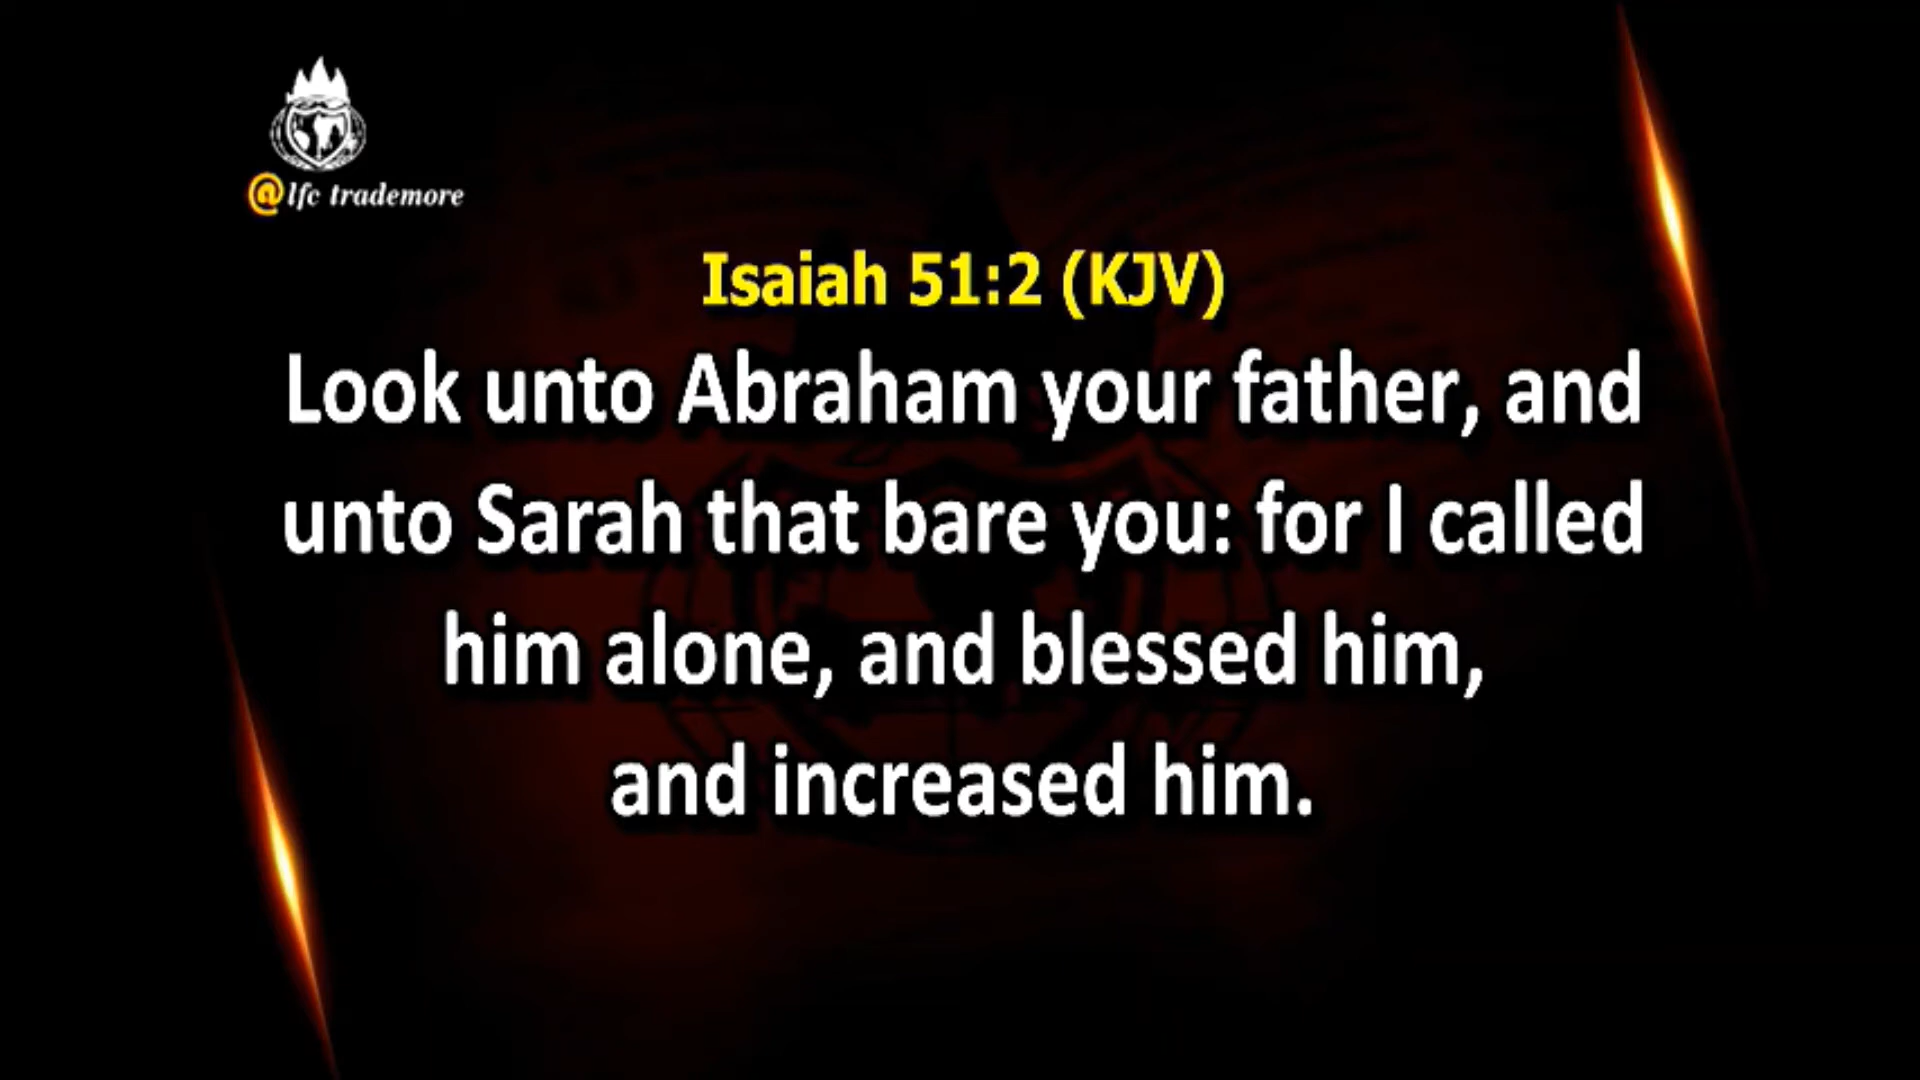 @lfc trademore
Isaiah 51:2 (KJV)
Look unto Abraham your father, and
unto Sarah that bare you: for I called
him alone, and blessed him,
and increased him.